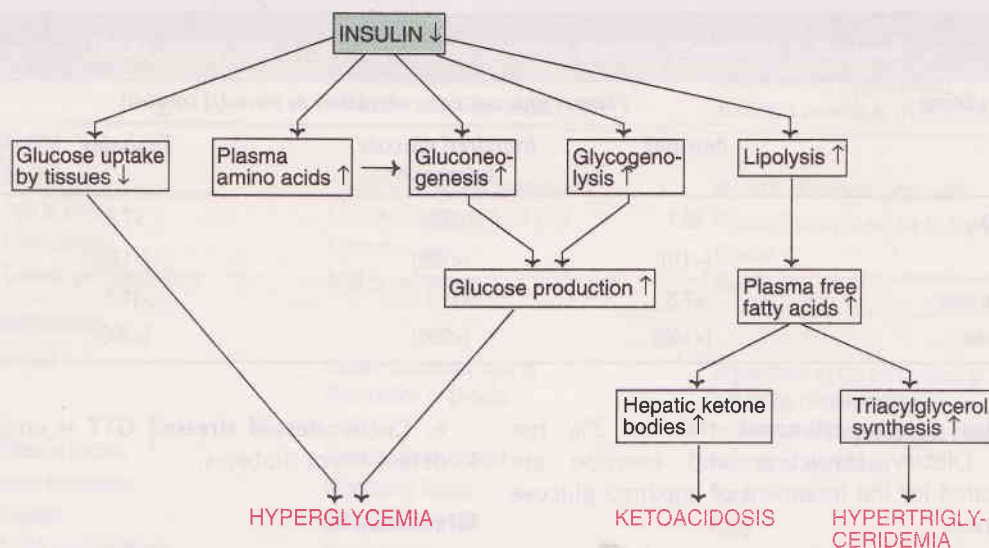 INSULIN ↓
Glucose uptake
by tissues ↓
Plasma
amino acids ↑
Gluconeo-
genesis ↑
Glycogeno-
lysis ↑
Lipolysis ↑
Glucose production ↑
Plasma free
fatty acids ↑
Hepatic ketone
bodies ↑
Triacylglycerol
synthesis ↑
HYPERGLYCEMIA
KETOACIDOSIS
HYPERTRIGLY-
CERIDEMIA